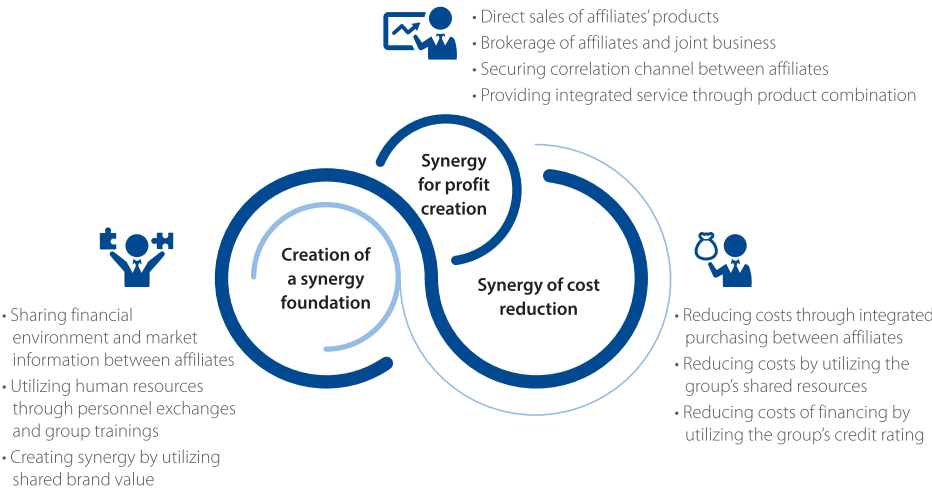 • Direct sales of affiliates’ products
• Brokerage of affiliates and joint business
• Securing correlation channel between affiliates
• Providing integrated service through product combination
Synergy
for profit
creation
Creation of
a synergy
foundation
Synergy of cost
reduction
• Sharing financial
environment and market
information between affiliates
• Utilizing human resources
through personnel exchanges
and group trainings
• Creating synergy by utilizing
shared brand value
• Reducing costs through integrated
purchasing between affiliates
• Reducing costs by utilizing the
group’s shared resources
• Reducing costs of financing by
utilizing the group’s credit rating